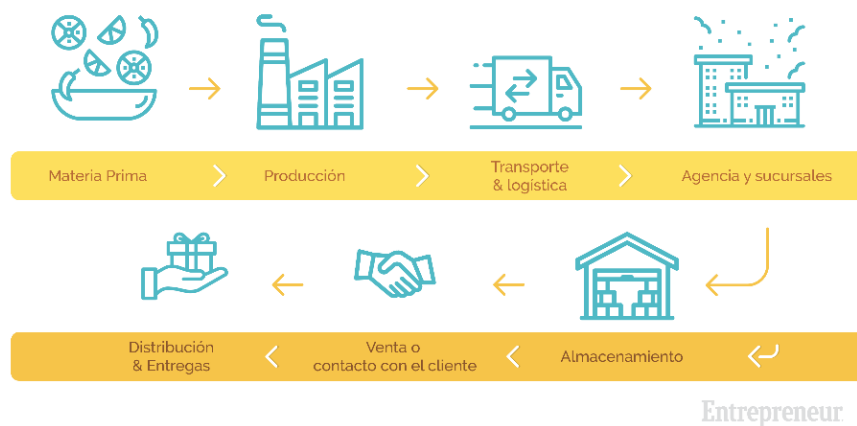 Materia Prima
Producción
Transporte
& logística
Agencia y sucursales
Almacenamiento
Venta o
contacto con el cliente
Distribución
& Entregas
Entrepreneur